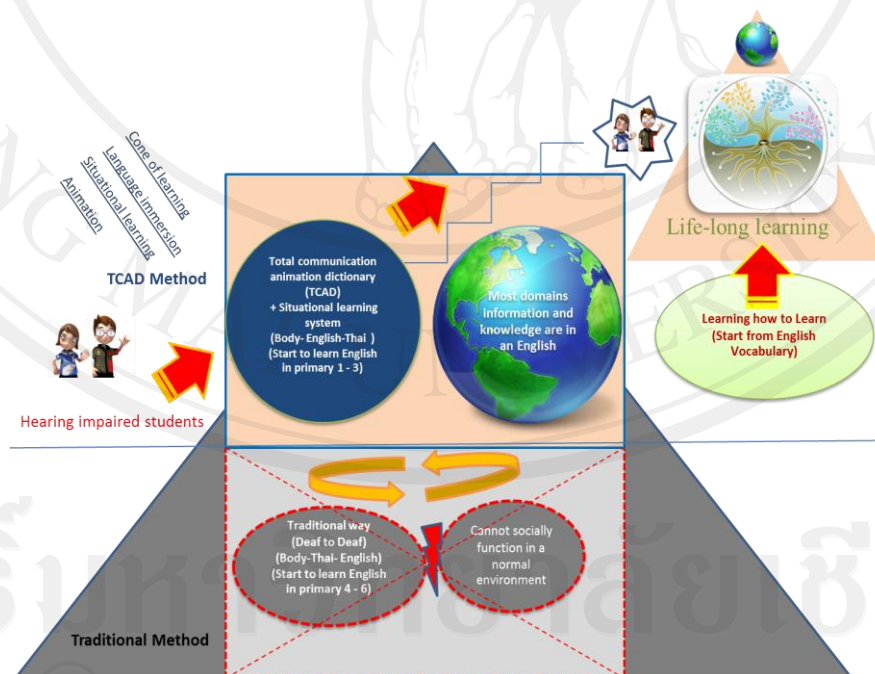 Cone of learning
Language immersion
Situational learning
Animation
TCAD Method
Hearing impaired students
Total communication
animation dictionary
(TCAD)
+ Situational learning
system
(Body- English-Thai )
(Start to learn English
in primary 1 - 3)
Most domains
Information and
knowledge are in
an English
Life-long learning
Learning how to Learn
(Start from English
Vocabulary)
Traditional way
(Deaf to Deaf)
(Body-Thai- English)
(Start to learn English
in primary 4 - 6)
Cannot socially
function in a
normal
environment
Traditional Method